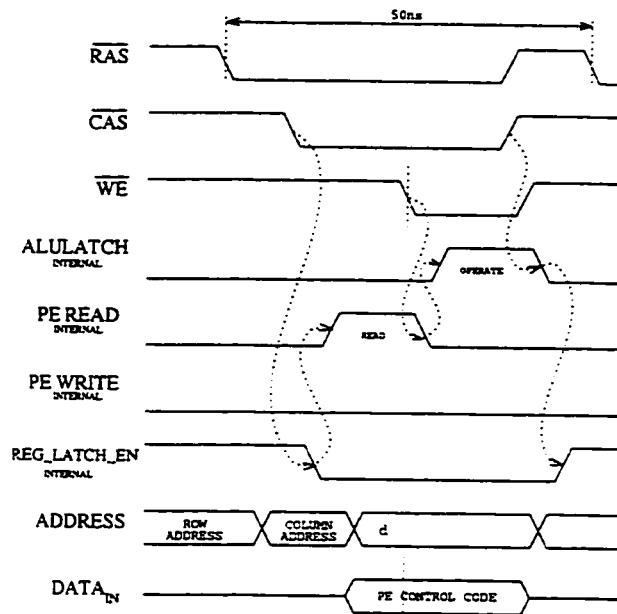 50ns
RAS
CAS
WE
ALULATCH
INTERNAL
OPERATE
PE READ
INTERNAL
READ
PE WRITE
INTERNAL
REG_LATCH_EN
INTERNAL
ADDRESS
ROW
ADDRESS
COLUMN
ADDRESS
d
DATA IN
PE CONTROL CODE